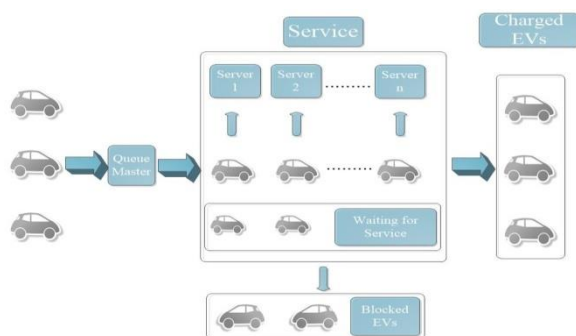 Service
Charged
EVs
Server
1
Server
2
Server
n
Queue
Master
Waiting for
Service
Blocked
EVs